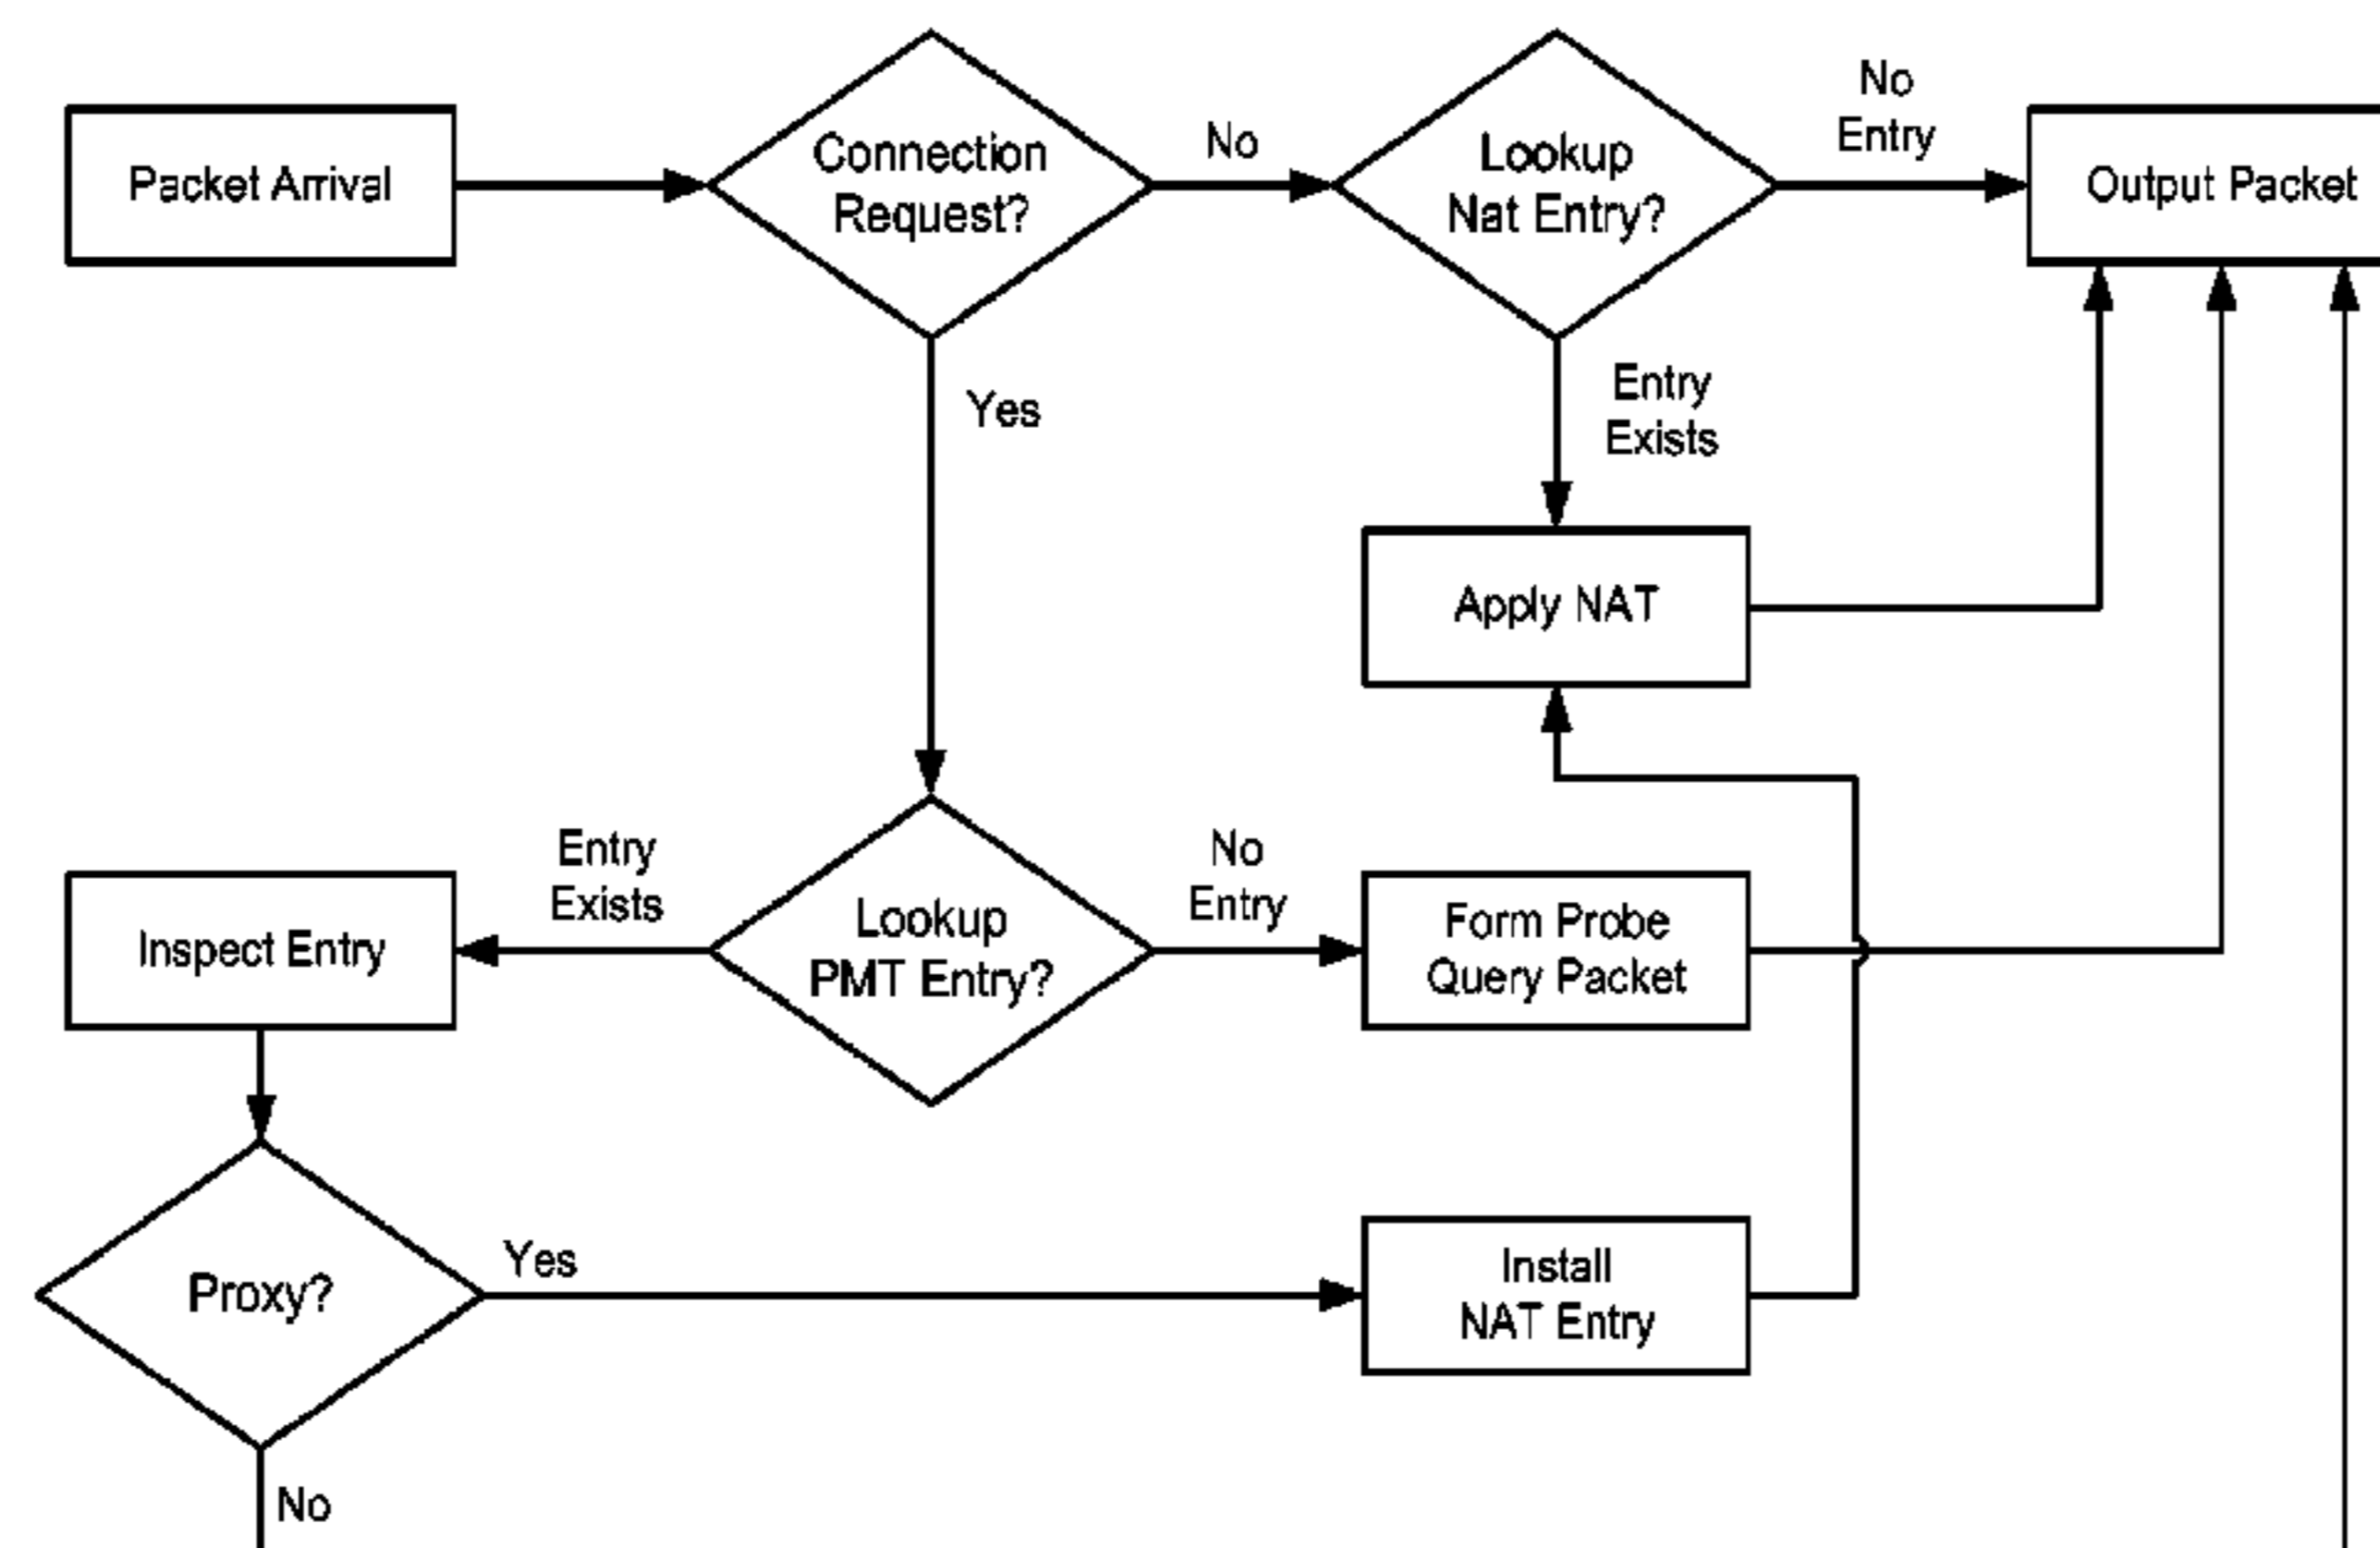 Packet Arrival
Connection
Request?
No
Lookup
Nat Entry?
No
Entry
Output Packet
Yes
Entry
Exists
Apply NAT
Inspect Entry
Entry
Exists
Lookup
PMT Entry?
No
Entry
Form Probe
Query Packet
Proxy?
Yes
Install
NAT Entry
No